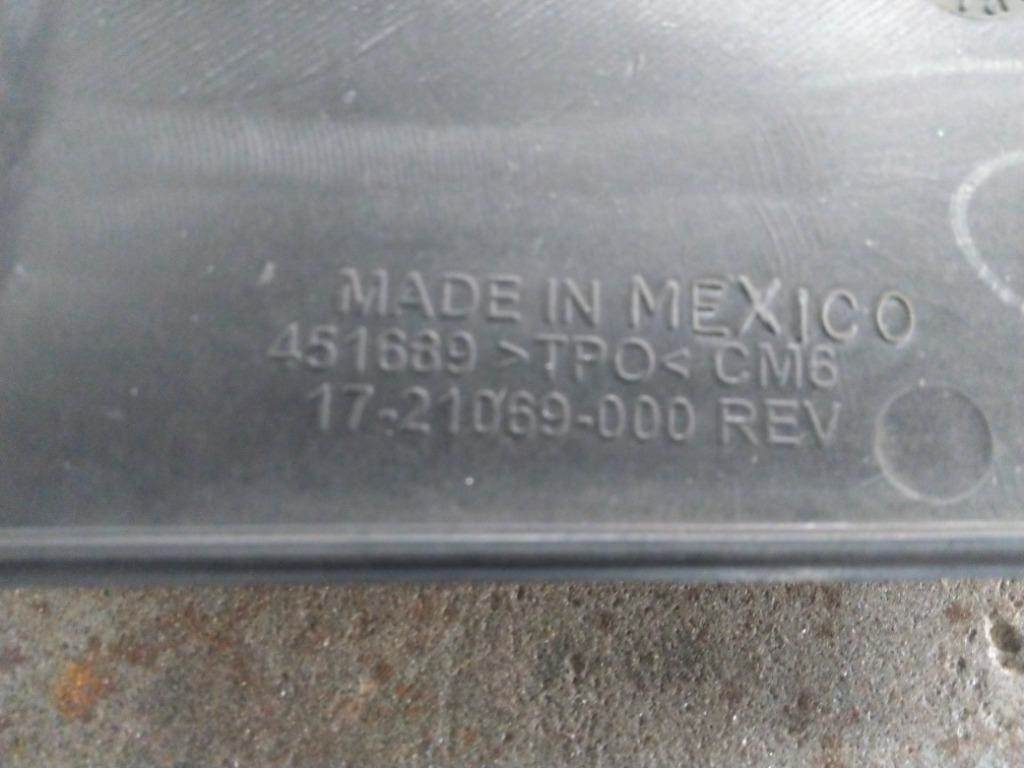 MADE IN MEXICO
451689 >TPO< CM6
17-21069-000 REV